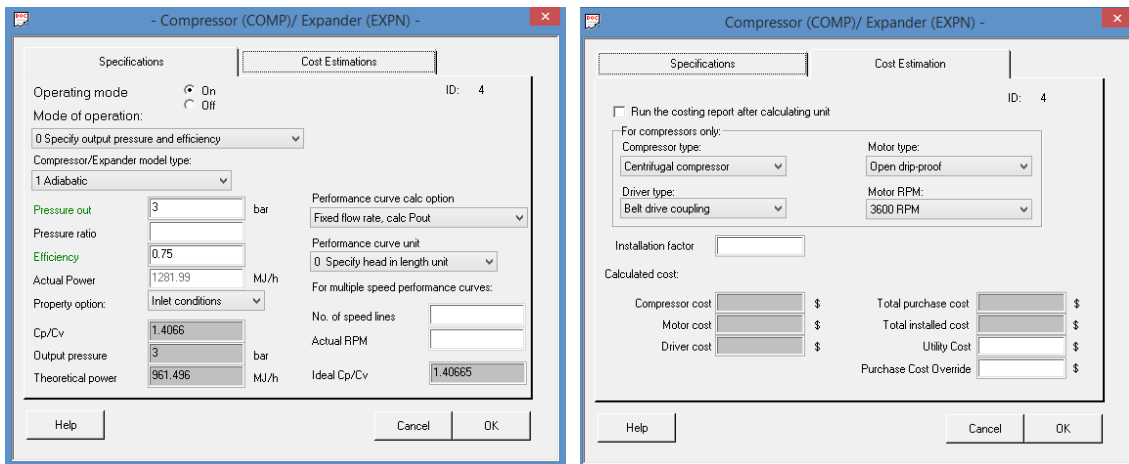 - Compressor (COMP)/ Expander (EXPN) -
Specifications
Cost Estimations
Operating mode
On
Off
ID: 4
Mode of operation:
0 Specify output pressure and efficiency
Compressor/Expander model type:
1 Adiabatic
Pressure out 3 bar
Pressure ratio
Efficiency 0.75
Actual Power 1281.99 MJ/h
Property option: Inlet conditions
Cp/Cv 1.4066
Output pressure 3 bar
Theoretical power 961.496 MJ/h
Performance curve calc option
Fixed flow rate, calc Pout
Performance curve unit
0 Specify head in length unit
For multiple speed performance curves:
No. of speed lines
Actual RPM
Ideal Cp/Cv 1.40665
Help
Cancel
OK
Compressor (COMP)/ Expander (EXPN) -
Specifications
Cost Estimation
ID: 4
Run the costing report after calculating unit
For compressors only:
Compressor type:
Centrifugal compressor
Motor type:
Open drip-proof
Driver type:
Belt drive coupling
Motor RPM:
3600 RPM
Installation factor
Calculated cost:
Compressor cost $
Motor cost $
Driver cost $
Total purchase cost $
Total installed cost $
Utility Cost $
Purchase Cost Override $
Help
Cancel
OK